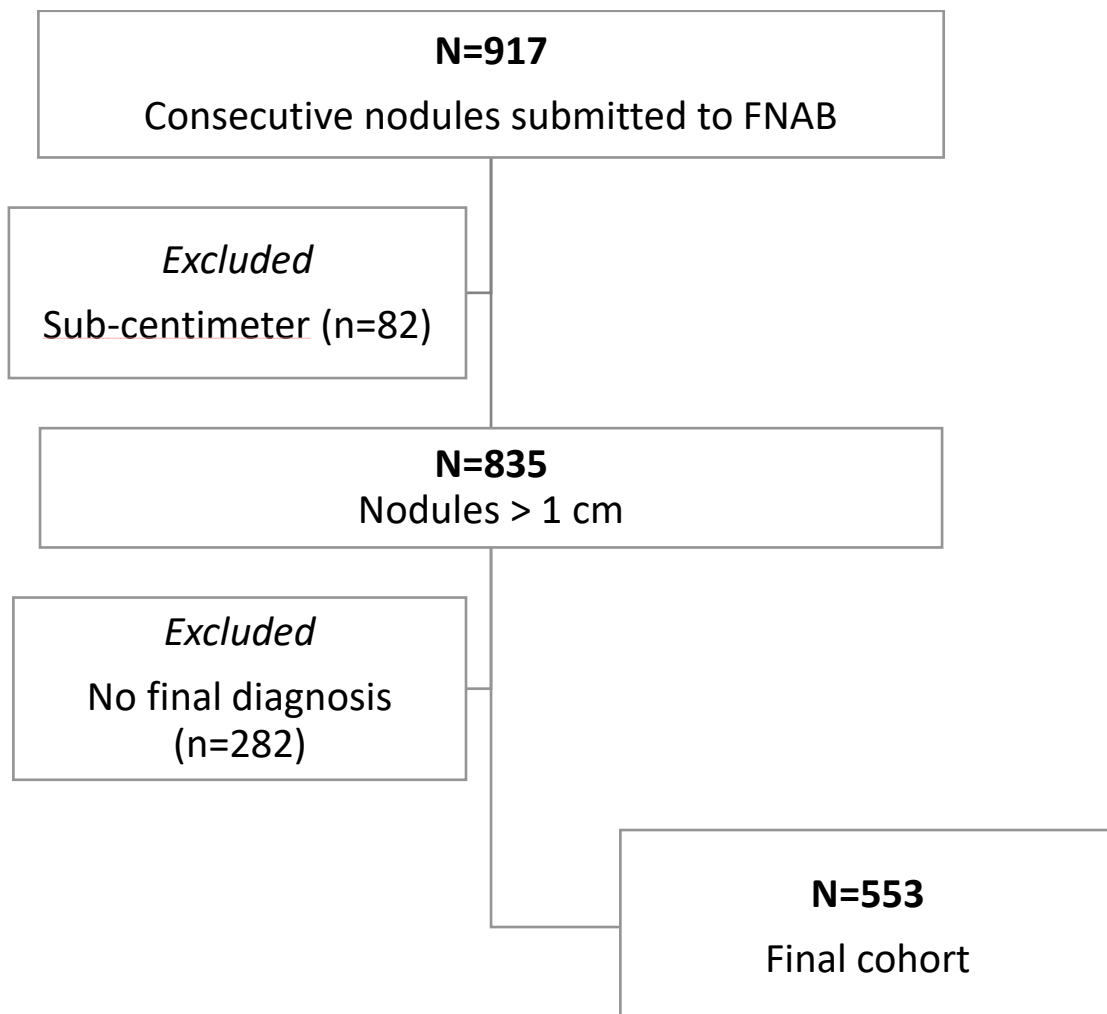 N=917
Consecutive nodules submitted to FNAB
Excluded
Sub-centimeter (n=82)
N=835
Nodules > 1 cm
Excluded
No final diagnosis
(n=282)
N=553
Final cohort